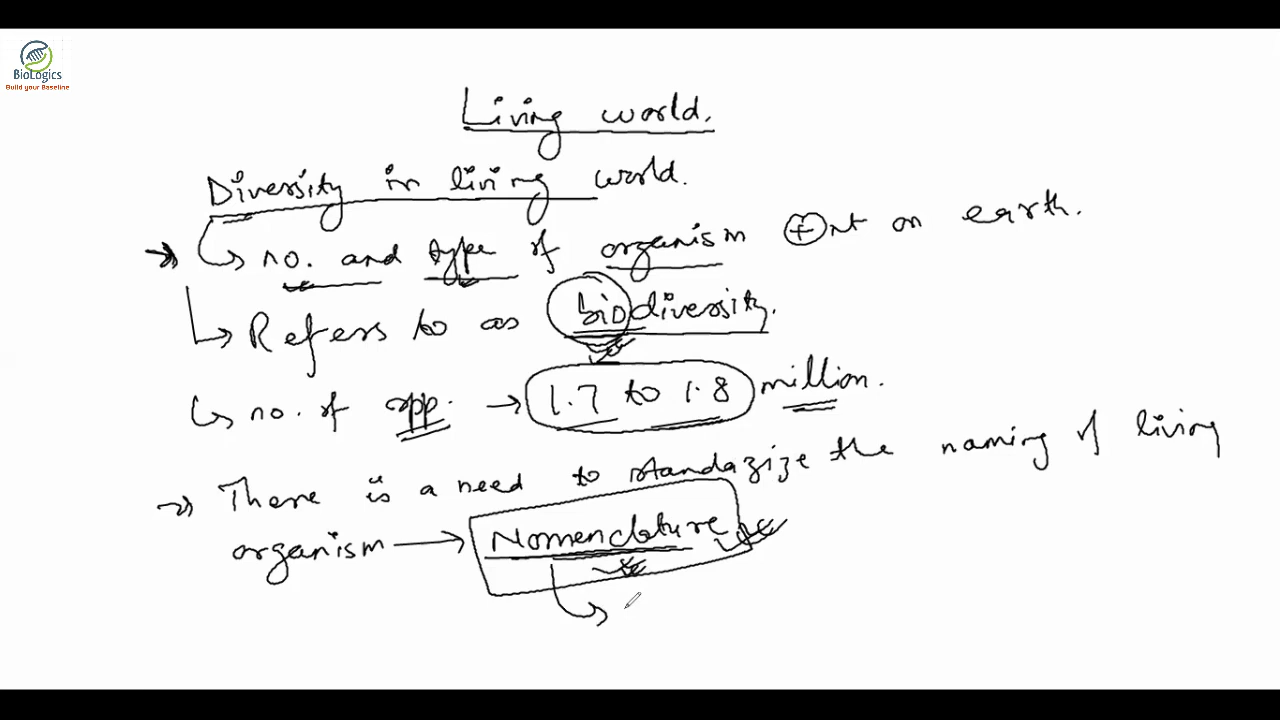 BioLogics
Build your Baseline
Living world.
Diversity in living world.
no. and type of organism ⊕nt on earth.
Refers to as biodiversity.
no. of spp. → 1.7 to 1.8 million.
→ There is a need to standazize the naming of living
organism → Nomenclature